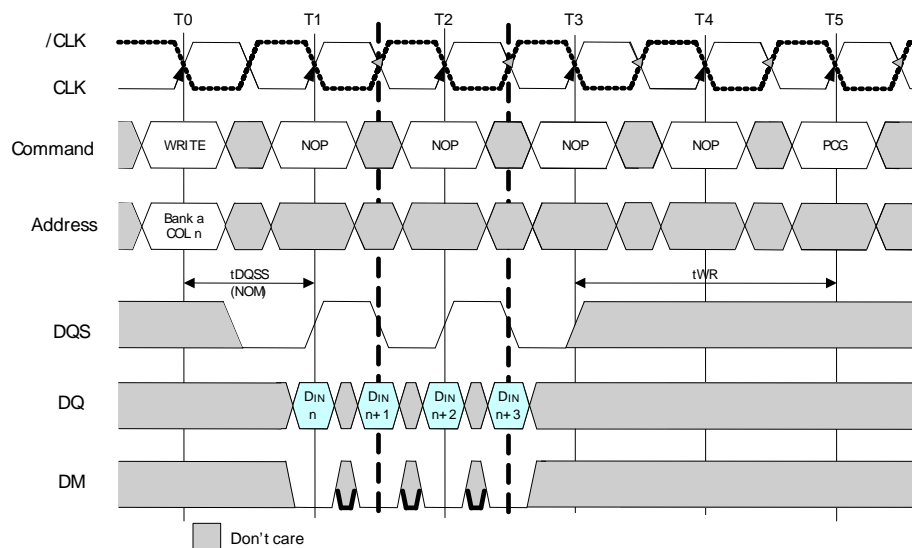 T0 T1 T2 T3 T4 T5
/CLK
CLK
Command WRITE NOP NOP NOP NOP PCG
Address Bank a
COL n
tDQSS
(NOM)
tWR
DQS
DQ DIN DIN DIN DIN
n n+1 n+2 n+3
DM
Don't care